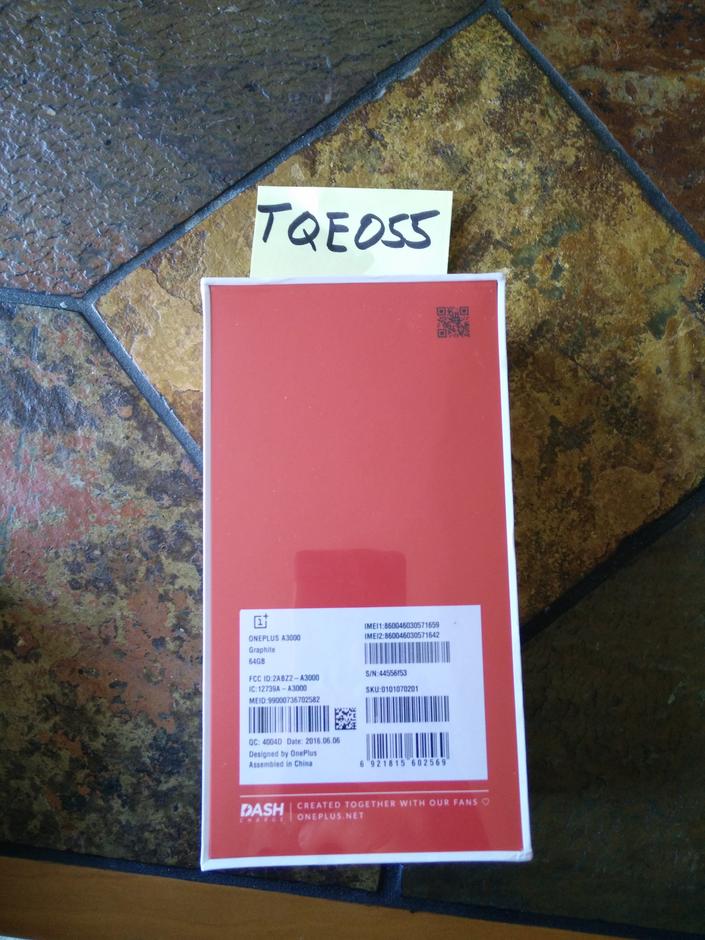 TQE055
ONEPLUS A3000
Graphite
64GB
FCC ID:2ABZ2-A3000
IC:12739A-A3000
MEID:99000736702582
QC: 4004D Date: 2016.06.06
Designed by OnePlus
Assembled in China
IMEI1:860046030571659
IMEI2:860046030571642
S/N:44556f53
SKU:0101070201
6 921815 602569
DASH
CHARGE
CREATED TOGETHER WITH OUR FANS ♡
ONEPLUS.NET